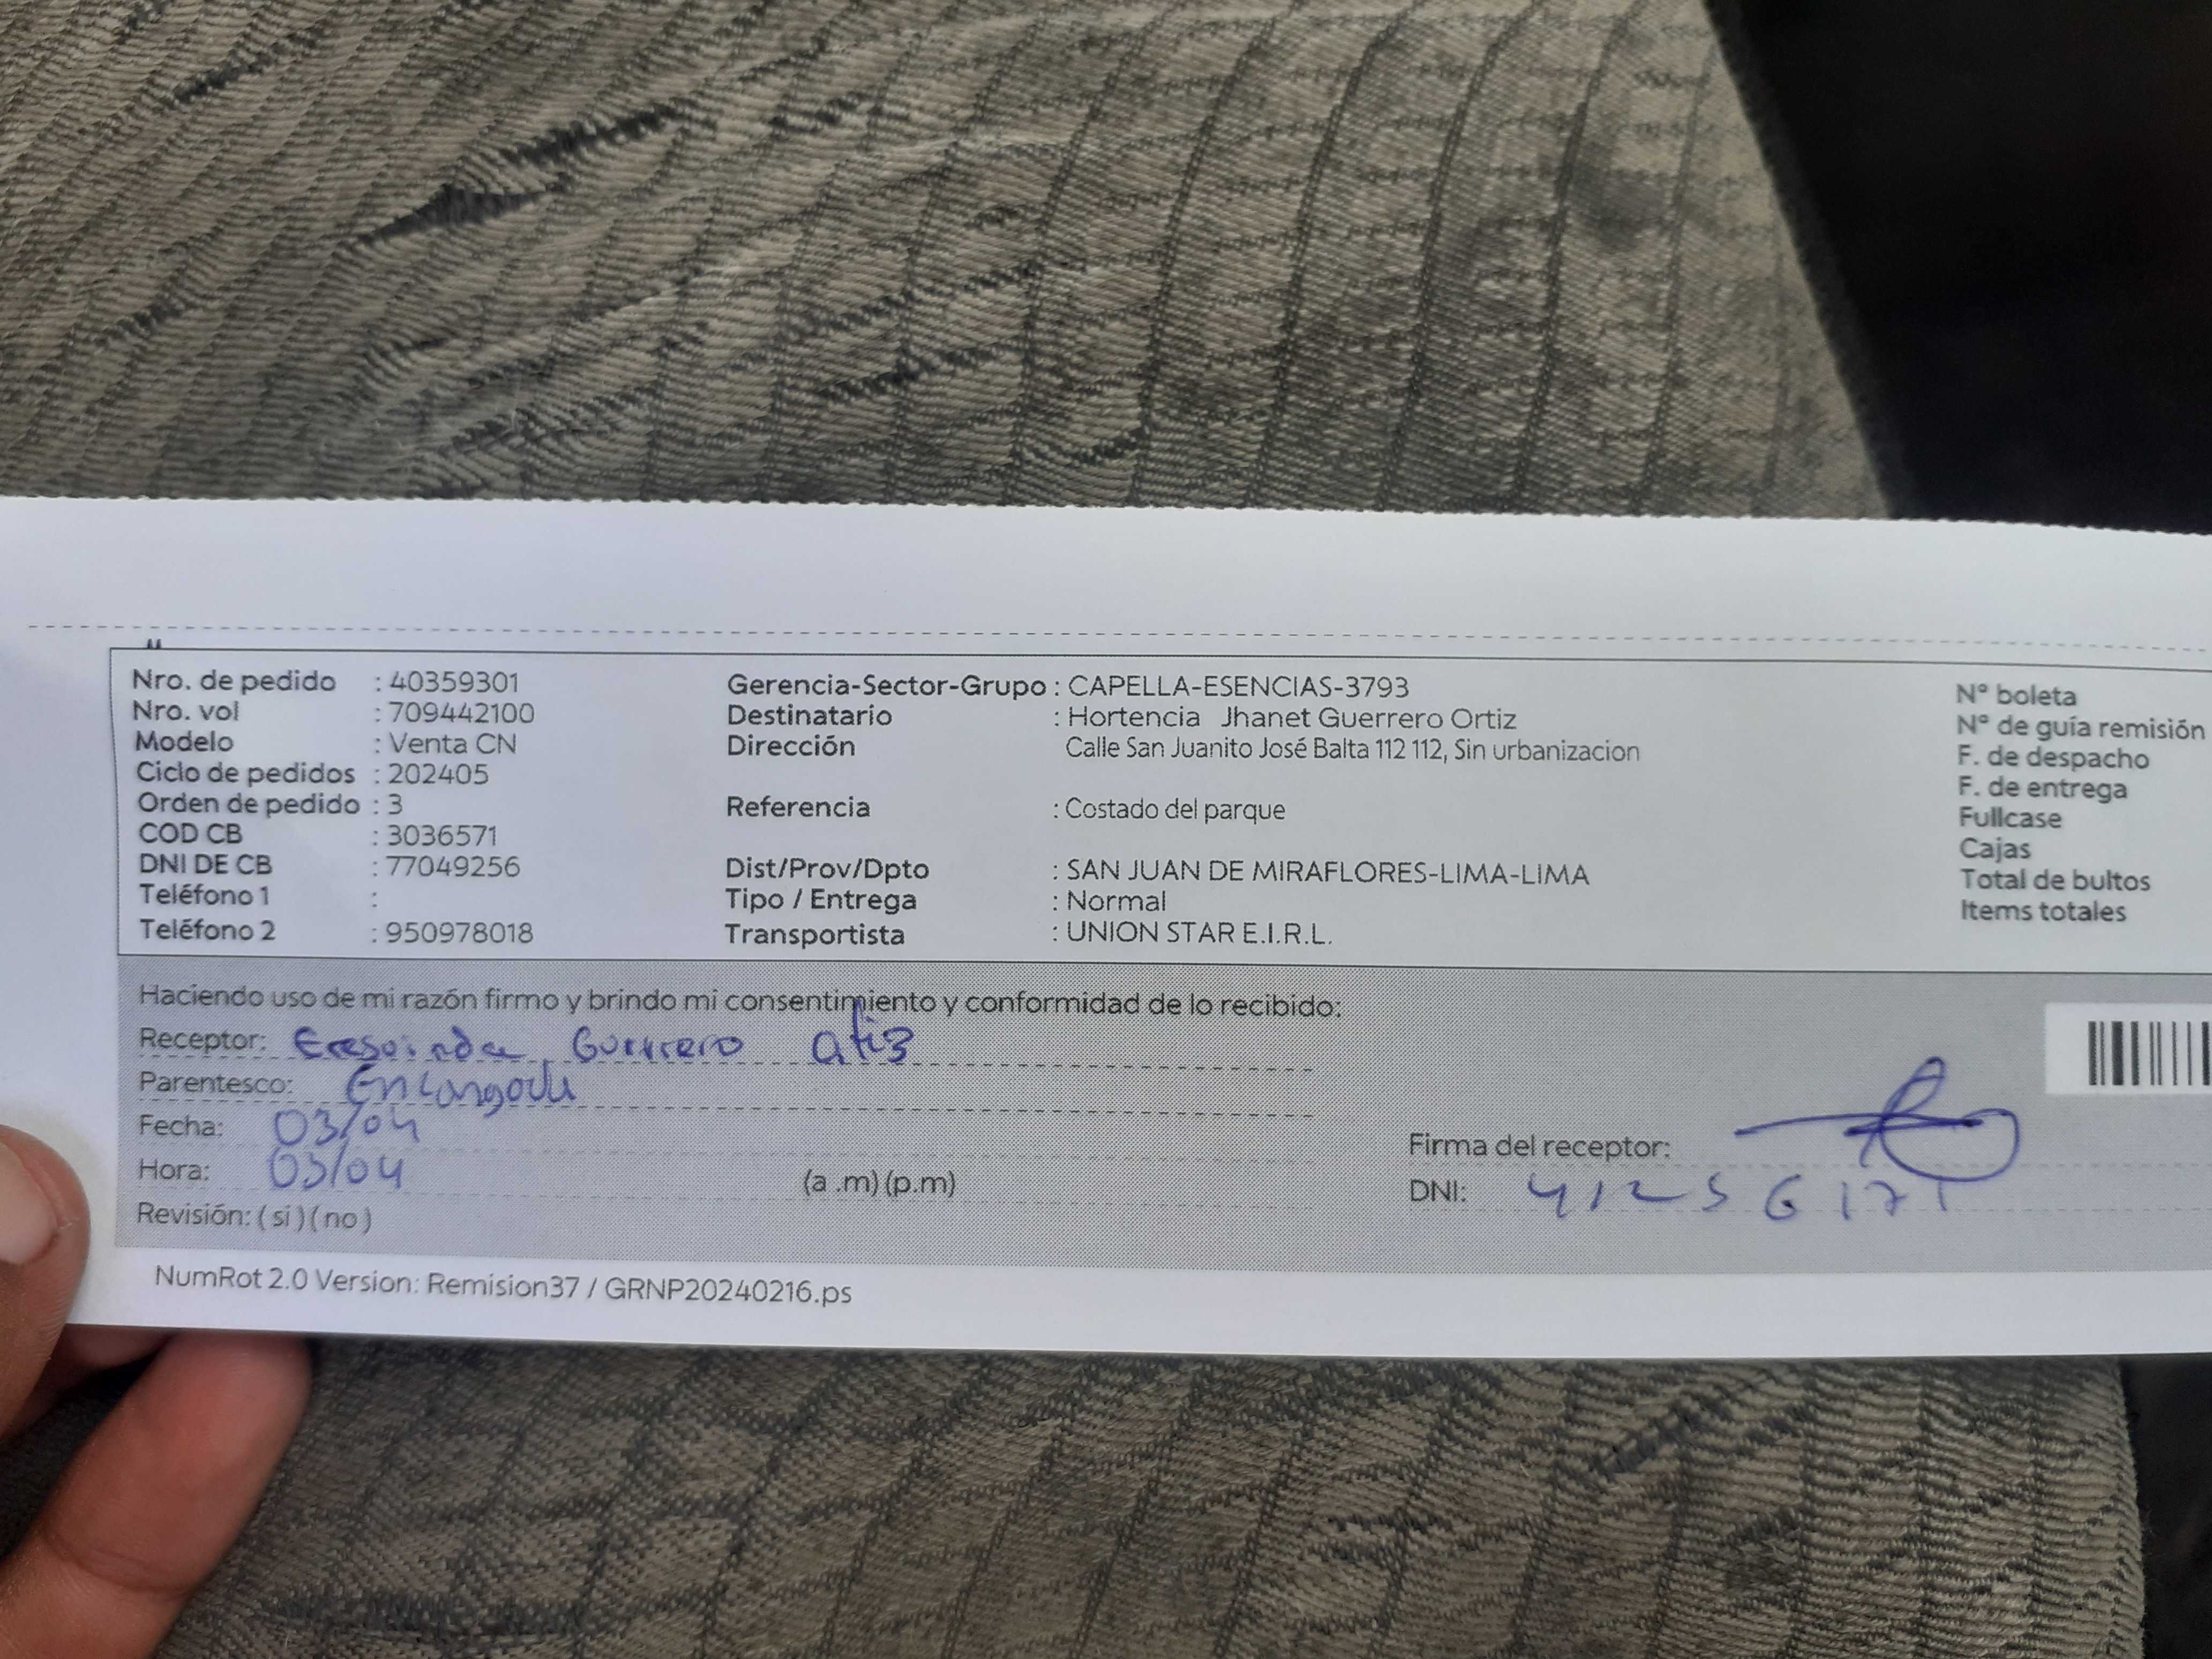 Nro. de pedido : 40359301
Nro. vol : 709442100
Modelo : Venta CN
Ciclo de pedidos : 202405
Orden de pedido : 3
COD CB : 3036571
DNI DE CB : 77049256
Teléfono 1 :
Teléfono 2 : 950978018
Gerencia-Sector-Grupo : CAPELLA-ESENCIAS-3793
Destinatario : Hortencia Jhanet Guerrero Ortiz
Dirección Calle San Juanito José Balta 112 112, Sin urbanizacion
Referencia : Costado del parque
Dist/Prov/Dpto : SAN JUAN DE MIRAFLORES-LIMA-LIMA
Tipo / Entrega : Normal
Transportista : UNION STAR E.I.R.L.
Nº boleta
Nº de guía remisión
F. de despacho
F. de entrega
Fullcase
Cajas
Total de bultos
Items totales
Haciendo uso de mi razón firmo y brindo mi consentimiento y conformidad de lo recibido:
Receptor: Guerrero
Parentesco: Encargada
Fecha: 03/04
Hora: 03/04 (a .m) (p.m)
Revisión: ( si ) ( no )
Firma del receptor:
DNI: 41256171
NumRot 2.0 Version: Remision37 / GRNP20240216.ps